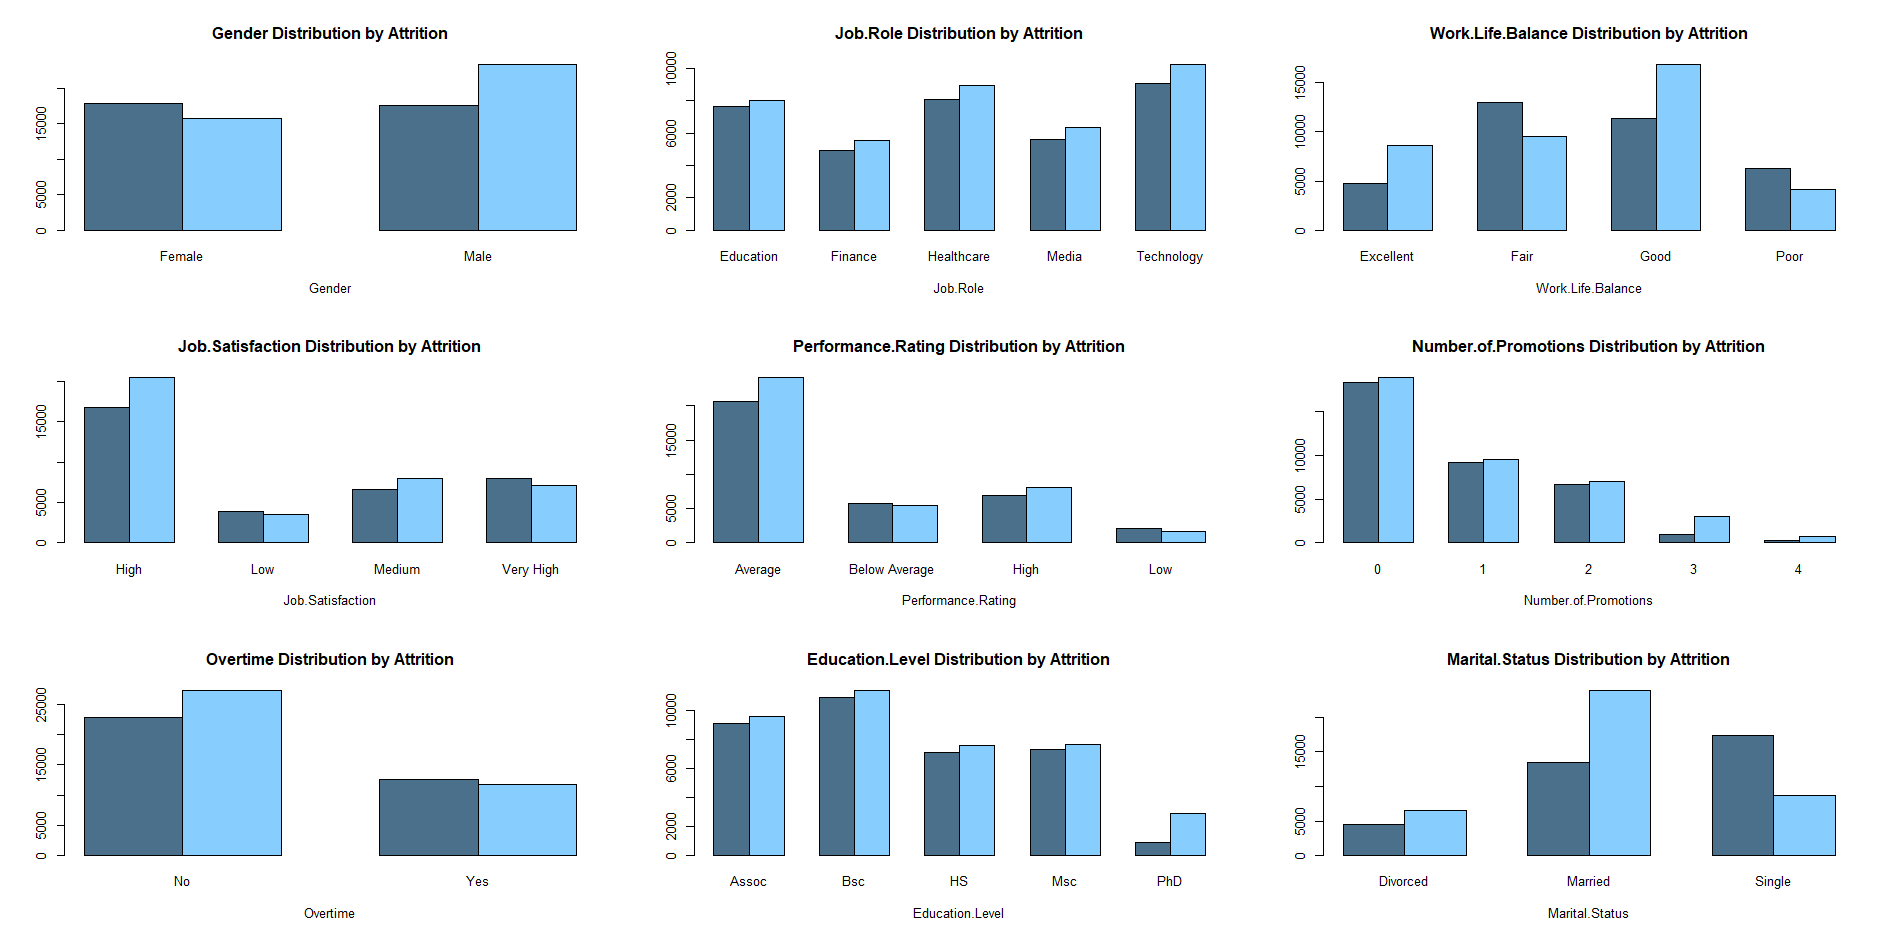 Gender Distribution by Attrition
0
5000
15000
Female
Male
Gender
Job.Role Distribution by Attrition
0
2000
6000
10000
Education
Finance
Healthcare
Media
Technology
Job.Role
Work.Life.Balance Distribution by Attrition
0
5000
10000
15000
Excellent
Fair
Good
Poor
Work.Life.Balance
Job.Satisfaction Distribution by Attrition
0
5000
15000
High
Low
Medium
Very High
Job.Satisfaction
Performance.Rating Distribution by Attrition
0
5000
15000
Average
Below Average
High
Low
Performance.Rating
Number.of.Promotions Distribution by Attrition
0
5000
10000
0
1
2
3
4
Number.of.Promotions
Overtime Distribution by Attrition
0
5000
15000
25000
No
Yes
Overtime
Education.Level Distribution by Attrition
0
2000
6000
10000
Assoc
Bsc
HS
Msc
PhD
Education.Level
Marital.Status Distribution by Attrition
0
5000
15000
Divorced
Married
Single
Marital.Status